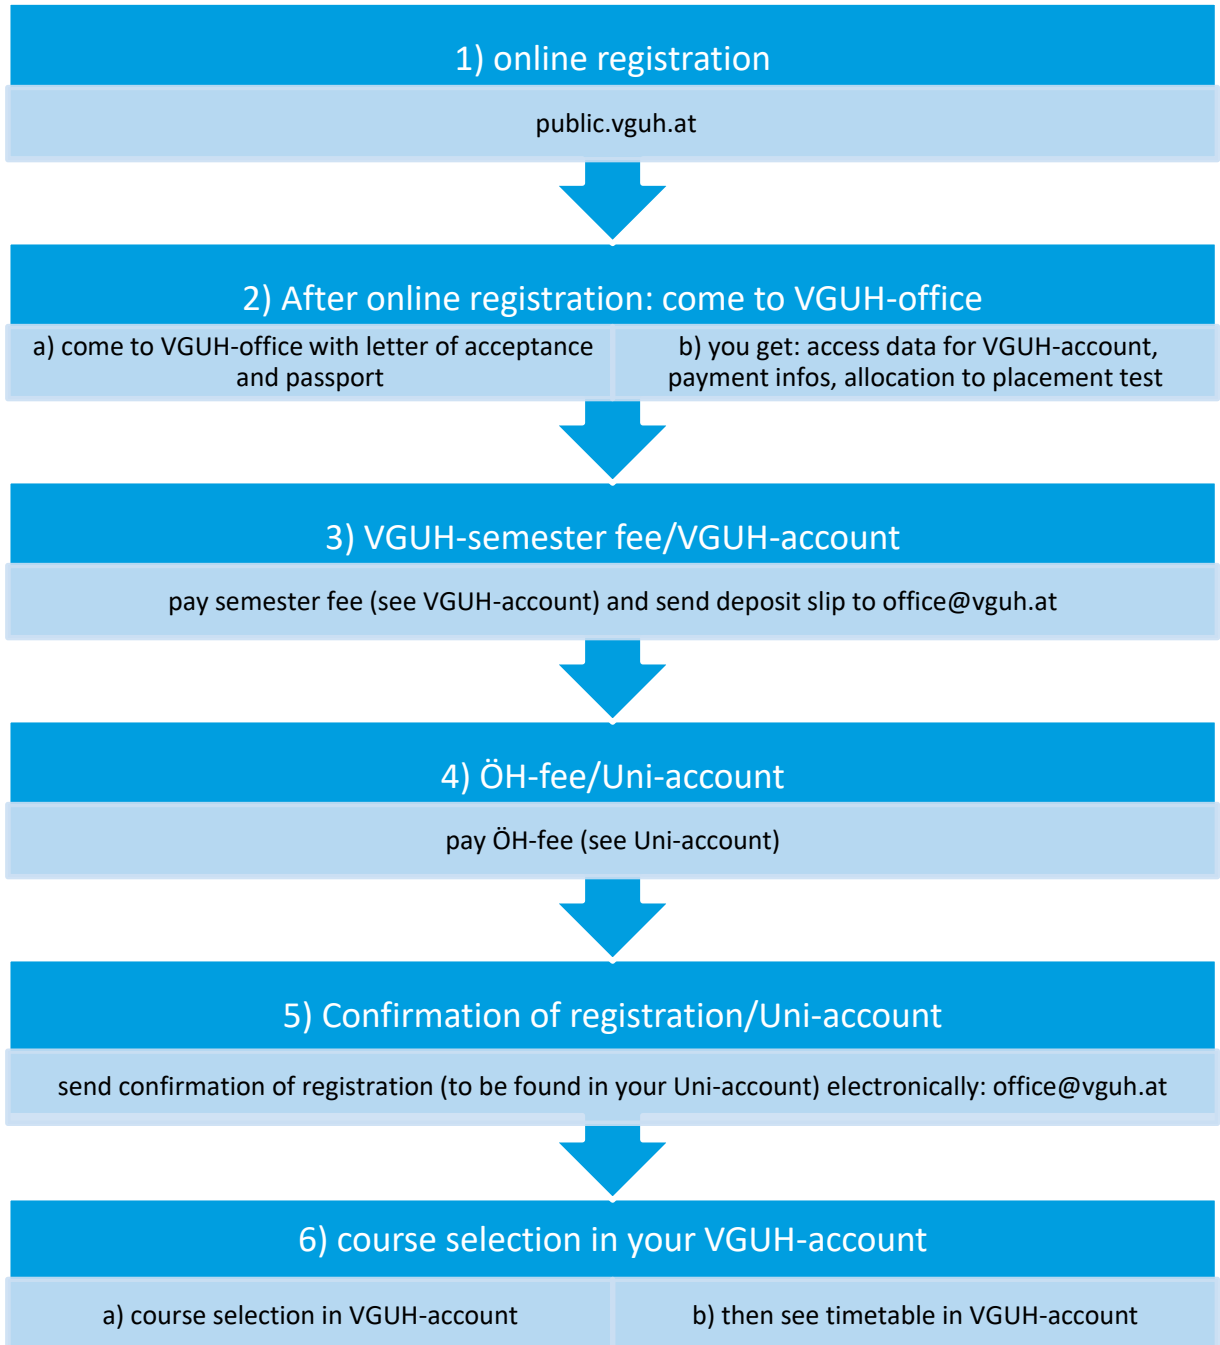 1) online registration
public.vguh.at
2) After online registration: come to VGUH-office
a) come to VGUH-office with letter of acceptance
and passport
b) you get: access data for VGUH-account,
payment infos, allocation to placement test
3) VGUH-semester fee/VGUH-account
pay semester fee (see VGUH-account) and send deposit slip to office@vguh.at
4) ÖH-fee/Uni-account
pay ÖH-fee (see Uni-account)
5) Confirmation of registration/Uni-account
send confirmation of registration (to be found in your Uni-account) electronically: office@vguh.at
6) course selection in your VGUH-account
a) course selection in VGUH-account
b) then see timetable in VGUH-account